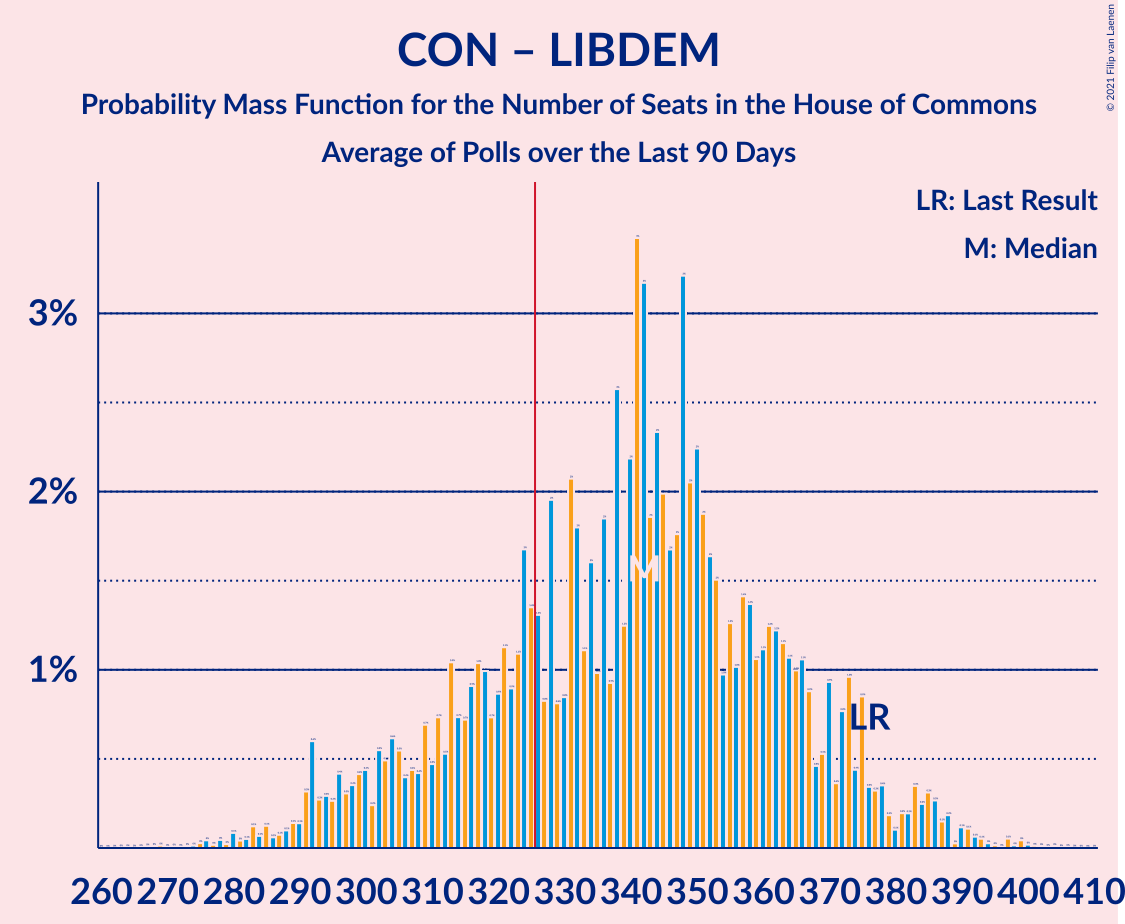 CON – LIBDEM
Probability Mass Function for the Number of Seats in the House of Commons
Average of Polls over the Last 90 Days
© 2021 Filip van Laenen
LR: Last Result
M: Median
3%
2%
1%
M
LR
260 270 280 290 300 310 320 330 340 350 360 370 380 390 400 410